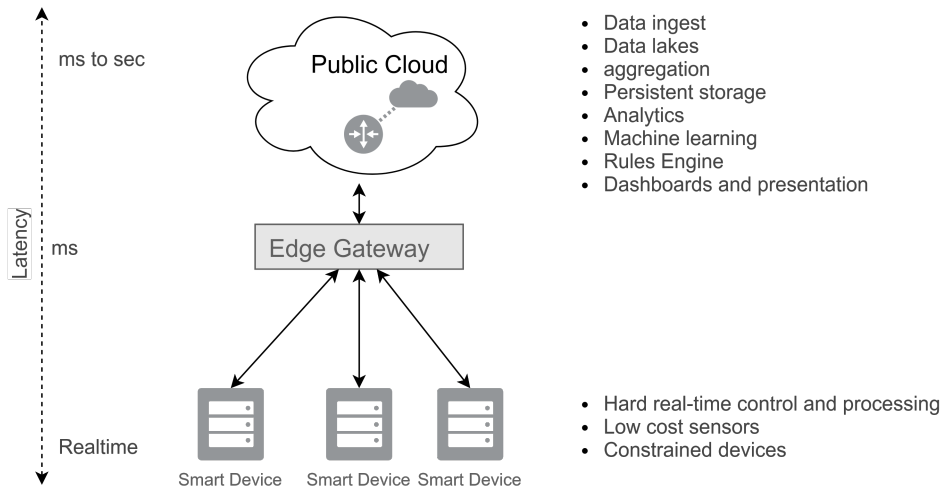 ms to sec
Public Cloud
• Data ingest
• Data lakes
• aggregation
• Persistent storage
• Analytics
• Machine learning
• Rules Engine
• Dashboards and presentation
Latency
ms
Edge Gateway
Realtime
Smart Device
Smart Device
Smart Device
• Hard real-time control and processing
• Low cost sensors
• Constrained devices